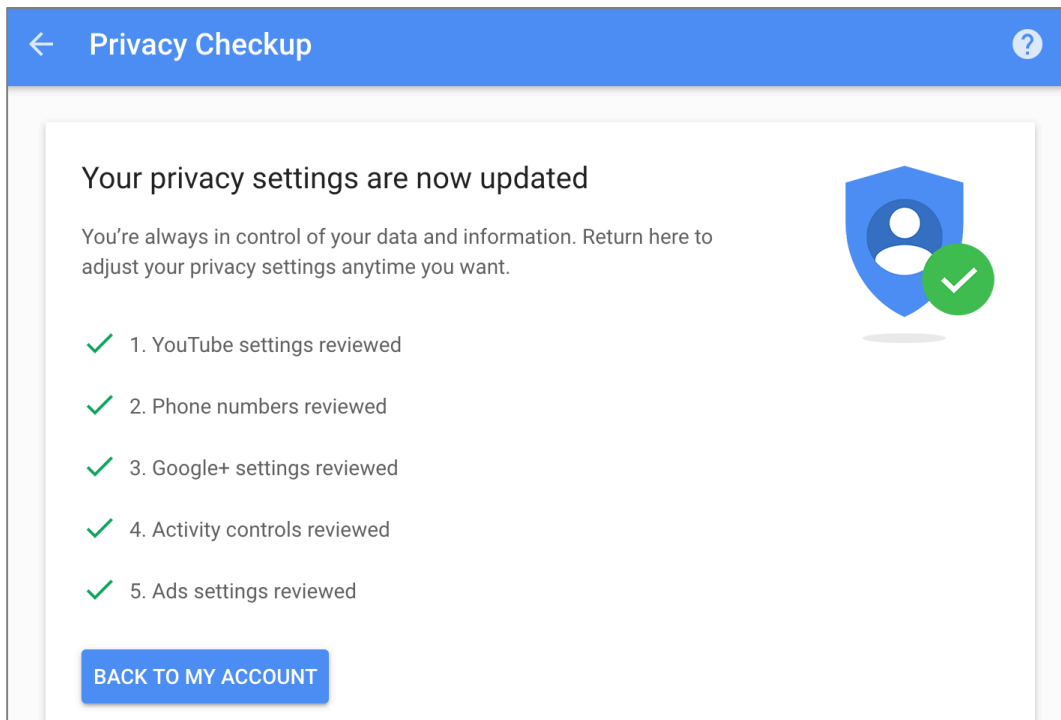 Privacy Checkup
?
Your privacy settings are now updated
You’re always in control of your data and information. Return here to
adjust your privacy settings anytime you want.
1. YouTube settings reviewed
2. Phone numbers reviewed
3. Google+ settings reviewed
4. Activity controls reviewed
5. Ads settings reviewed
BACK TO MY ACCOUNT